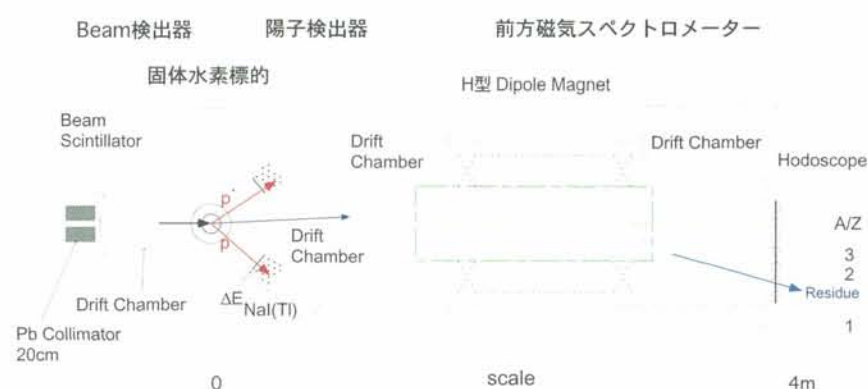 Beam検出器
陽子検出器
前方磁気スペクトロメーター
固体水素標的
H型 Dipole Magnet
Beam
Scintillator
Drift
Chamber
Drift Chamber
Hodoscope
p'
p
Drift
Chamber
A/Z
3
2
Residue
1
ΔE
NaI(Tl)
Drift Chamber
Pb Collimator
20cm
0
scale
4m